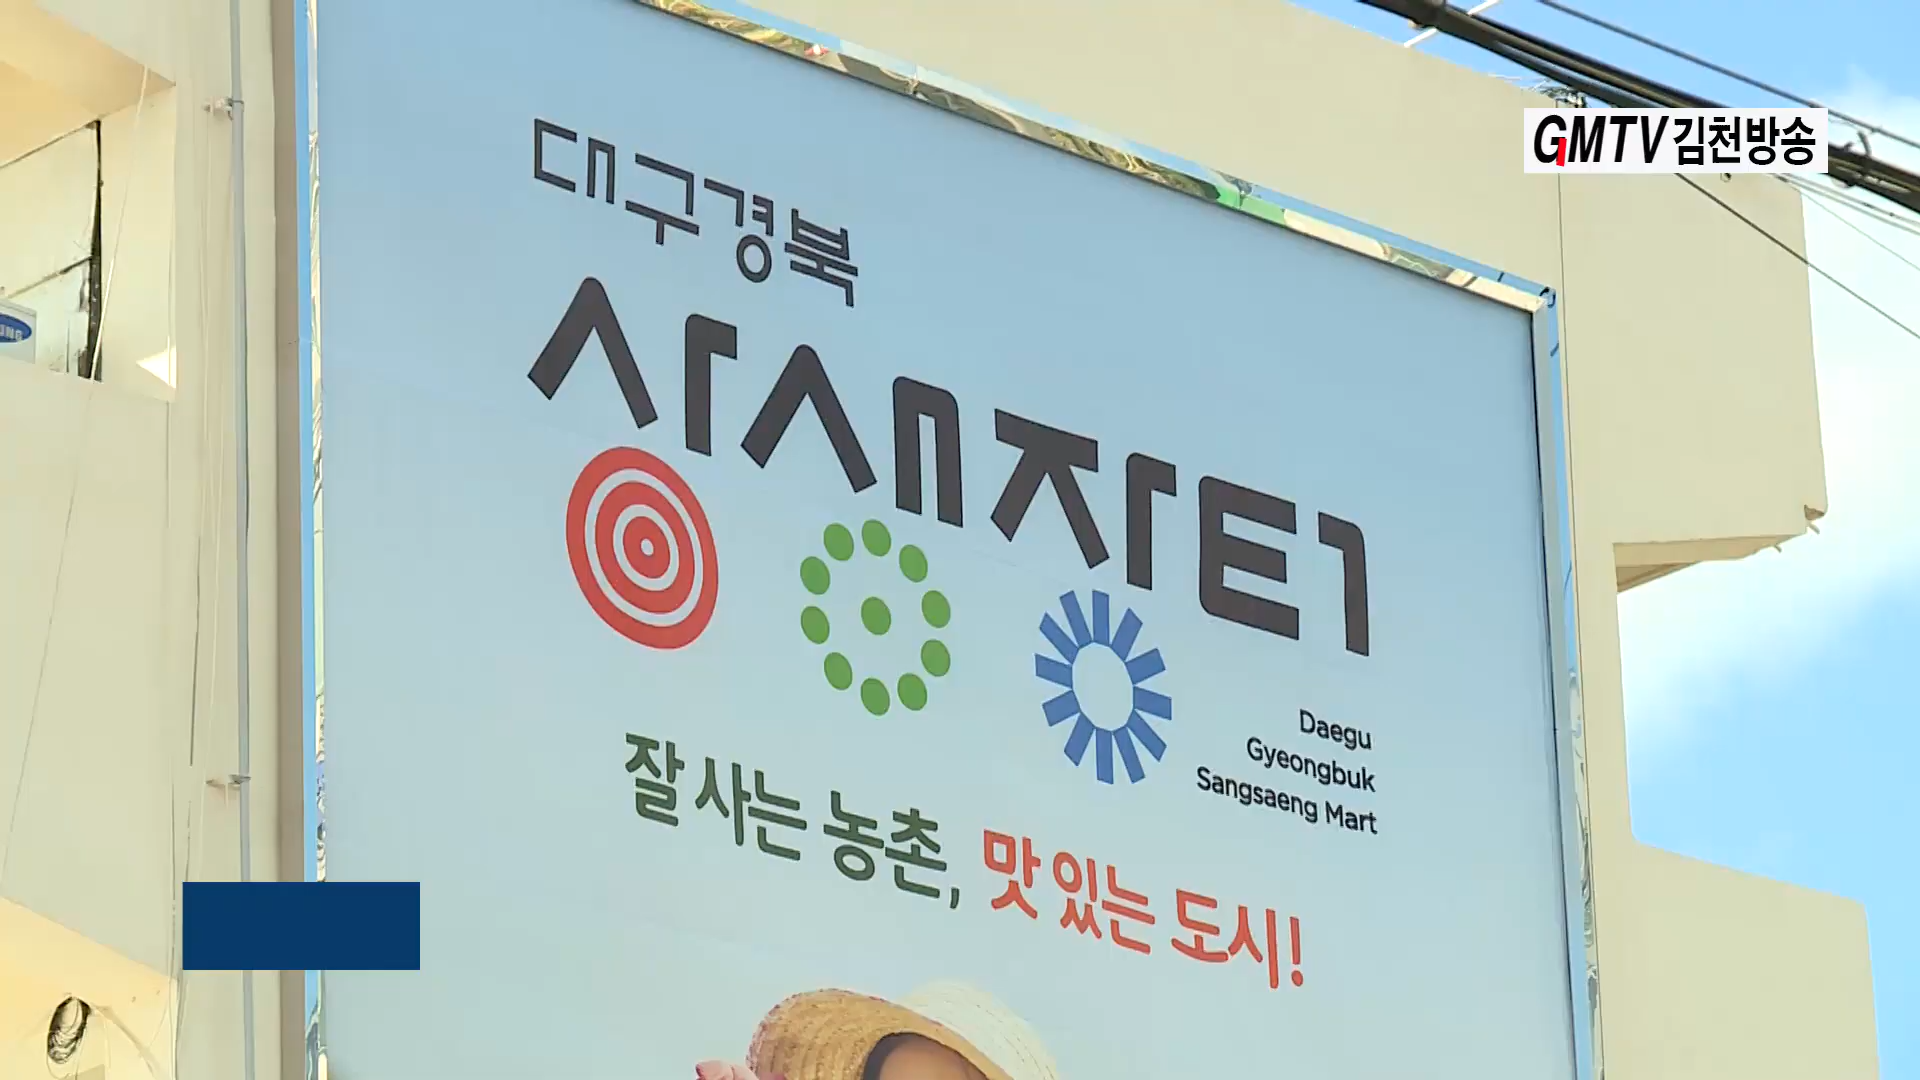 GMTV김천방송
대구경북
상생장터
Daegu
Gyeongbuk
Sangsaeng Mart
잘 사는 농촌, 맛 있는 도시!